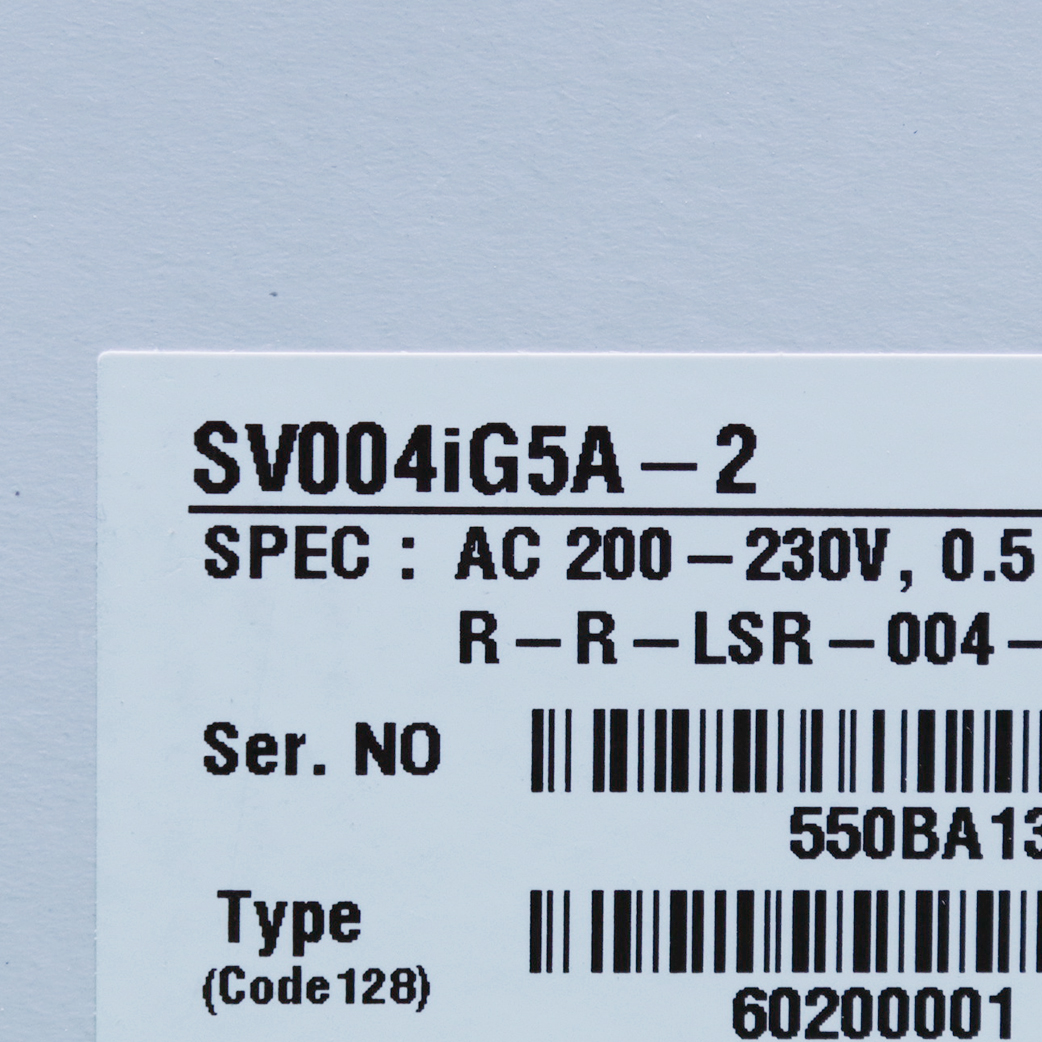 SV004iG5A-2
SPEC : AC 200-230V, 0.5
R-R-LSR-004-
Ser. NO
550BA13
Type
(Code128)
60200001